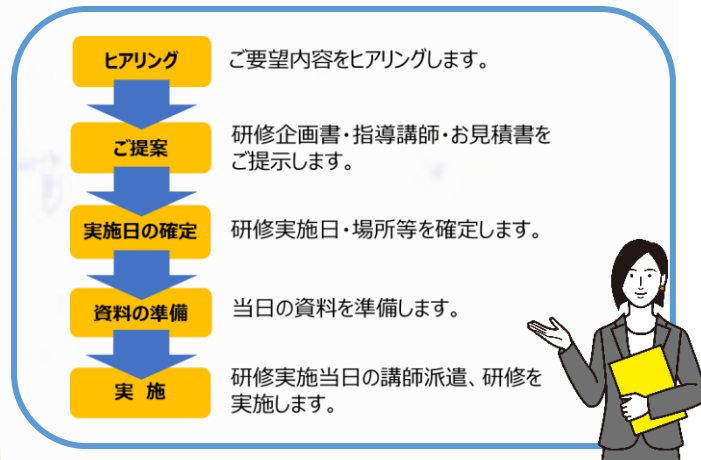 ヒアリング
ご要望内容をヒアリングします。
ご提案
研修企画書・指導講師・お見積書を
ご提示します。
実施日の確定
研修実施日・場所等を確定します。
資料の準備
当日の資料を準備します。
実 施
研修実施当日の講師派遣、研修を
実施します。